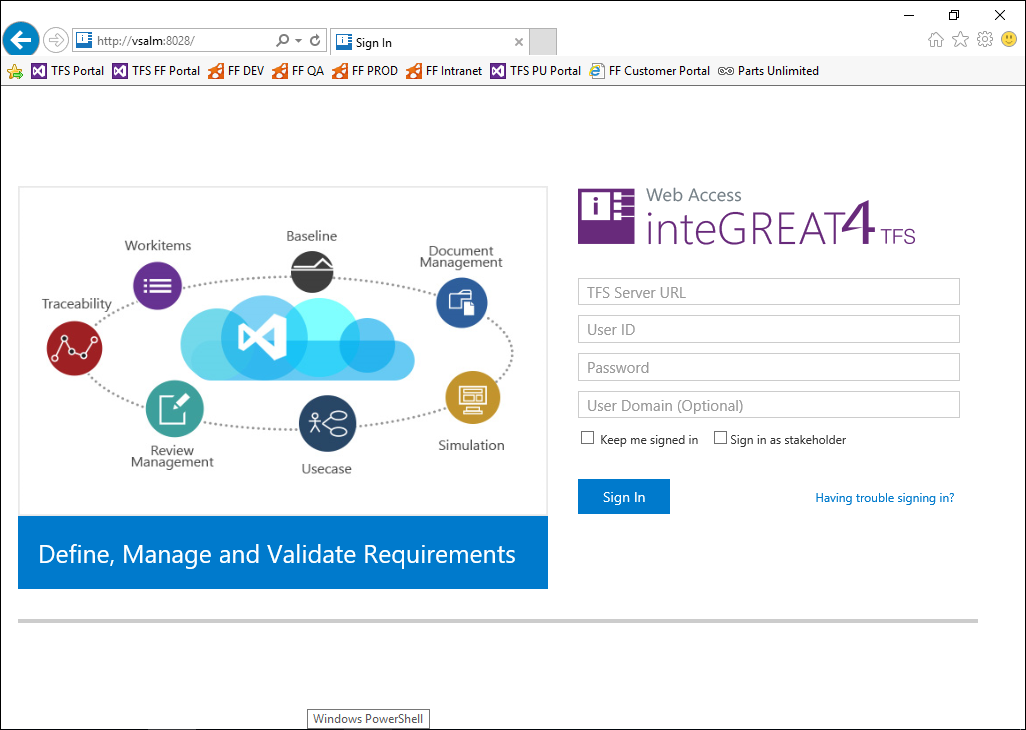 http://vsalm:8028/
Sign In
TFS Portal TFS FF Portal FF DEV FF QA FF PROD FF Intranet TFS PU Portal FF Customer Portal Parts Unlimited
Workitems
Baseline
Document
Management
Traceability
Review
Management
Usecase
Simulation
Define, Manage and Validate Requirements
Web Access
inteGREAT4 TFS
TFS Server URL
User ID
Password
User Domain (Optional)
Keep me signed in Sign in as stakeholder
Sign In
Having trouble signing in?
Windows PowerShell